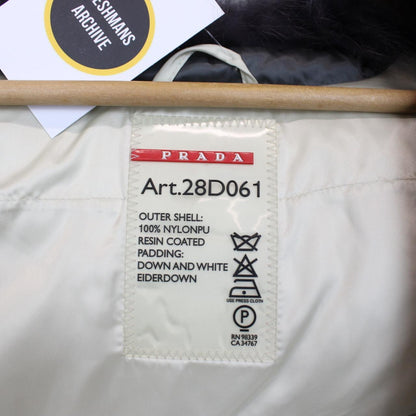 FRESHMANS
ARCHIVE
PRADA
Art.28D061
OUTER SHELL:
100% NYLONPU
RESIN COATED
PADDING:
DOWN AND WHITE
EIDERDOWN
USE PRESS CLOTH
P
RN 98339
CA 34767